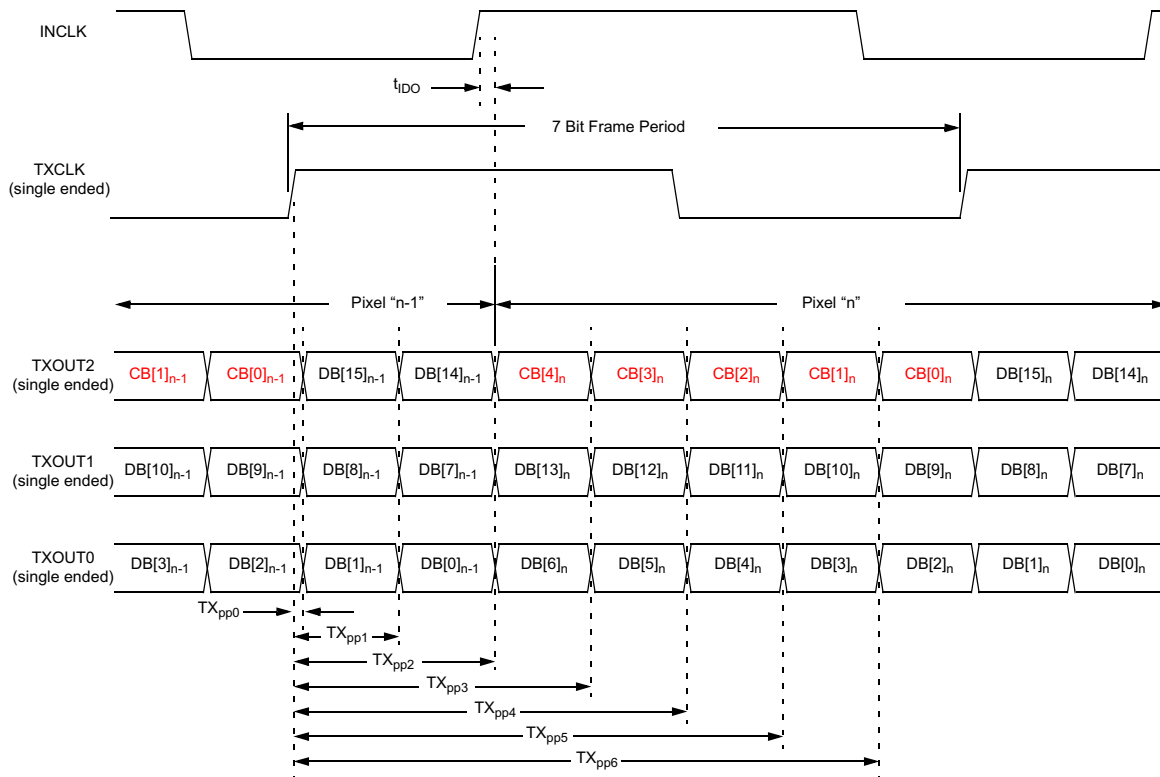 INCLK
tIDO
7 Bit Frame Period
TXCLK
(single ended)
Pixel “n-1” Pixel “n”
TXOUT2
(single ended)
CB[1]n-1 CB[0]n-1 DB[15]n-1 DB[14]n-1 CB[4]n CB[3]n CB[2]n CB[1]n CB[0]n DB[15]n DB[14]n
TXOUT1
(single ended)
DB[10]n-1 DB[9]n-1 DB[8]n-1 DB[7]n-1 DB[13]n DB[12]n DB[11]n DB[10]n DB[9]n DB[8]n DB[7]n
TXOUT0
(single ended)
DB[3]n-1 DB[2]n-1 DB[1]n-1 DB[0]n-1 DB[6]n DB[5]n DB[4]n DB[3]n DB[2]n DB[1]n DB[0]n
TXpp0
TXpp1
TXpp2
TXpp3
TXpp4
TXpp5
TXpp6